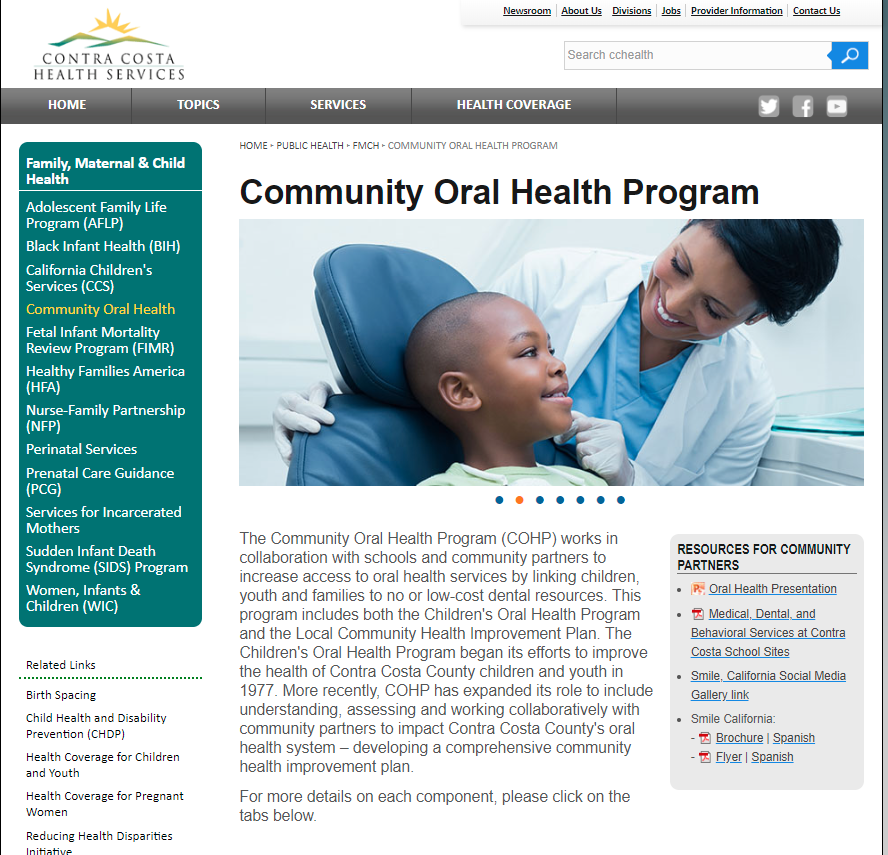 Newsroom | About Us | Divisions | Jobs | Provider Information | Contact Us
CONTRA COSTA
HEALTH SERVICES
Search cchealth
HOME TOPICS SERVICES HEALTH COVERAGE
Family, Maternal & Child
Health
Adolescent Family Life
Program (AFLP)
Black Infant Health (BIH)
California Children's
Services (CCS)
Community Oral Health
Fetal Infant Mortality
Review Program (FIMR)
Healthy Families America
(HFA)
Nurse-Family Partnership
(NFP)
Perinatal Services
Prenatal Care Guidance
(PCG)
Services for Incarcerated
Mothers
Sudden Infant Death
Syndrome (SIDS) Program
Women, Infants &
Children (WIC)
Related Links
Birth Spacing
Child Health and Disability
Prevention (CHDP)
Health Coverage for Children
and Youth
Health Coverage for Pregnant
Women
Reducing Health Disparities
Initiative
HOME ▸ PUBLIC HEALTH ▸ FMCH ▸ COMMUNITY ORAL HEALTH PROGRAM
Community Oral Health Program
The Community Oral Health Program (COHP) works in
collaboration with schools and community partners to
increase access to oral health services by linking children,
youth and families to no or low-cost dental resources. This
program includes both the Children's Oral Health Program
and the Local Community Health Improvement Plan. The
Children's Oral Health Program began its efforts to improve
the health of Contra Costa County children and youth in
1977. More recently, COHP has expanded its role to include
understanding, assessing and working collaboratively with
community partners to impact Contra Costa County's oral
health system – developing a comprehensive community
health improvement plan.
For more details on each component, please click on the
tabs below.
RESOURCES FOR COMMUNITY
PARTNERS
• Oral Health Presentation
• Medical, Dental, and
Behavioral Services at Contra
Costa School Sites
• Smile, California Social Media
Gallery link
• Smile California:
- Brochure | Spanish
- Flyer | Spanish